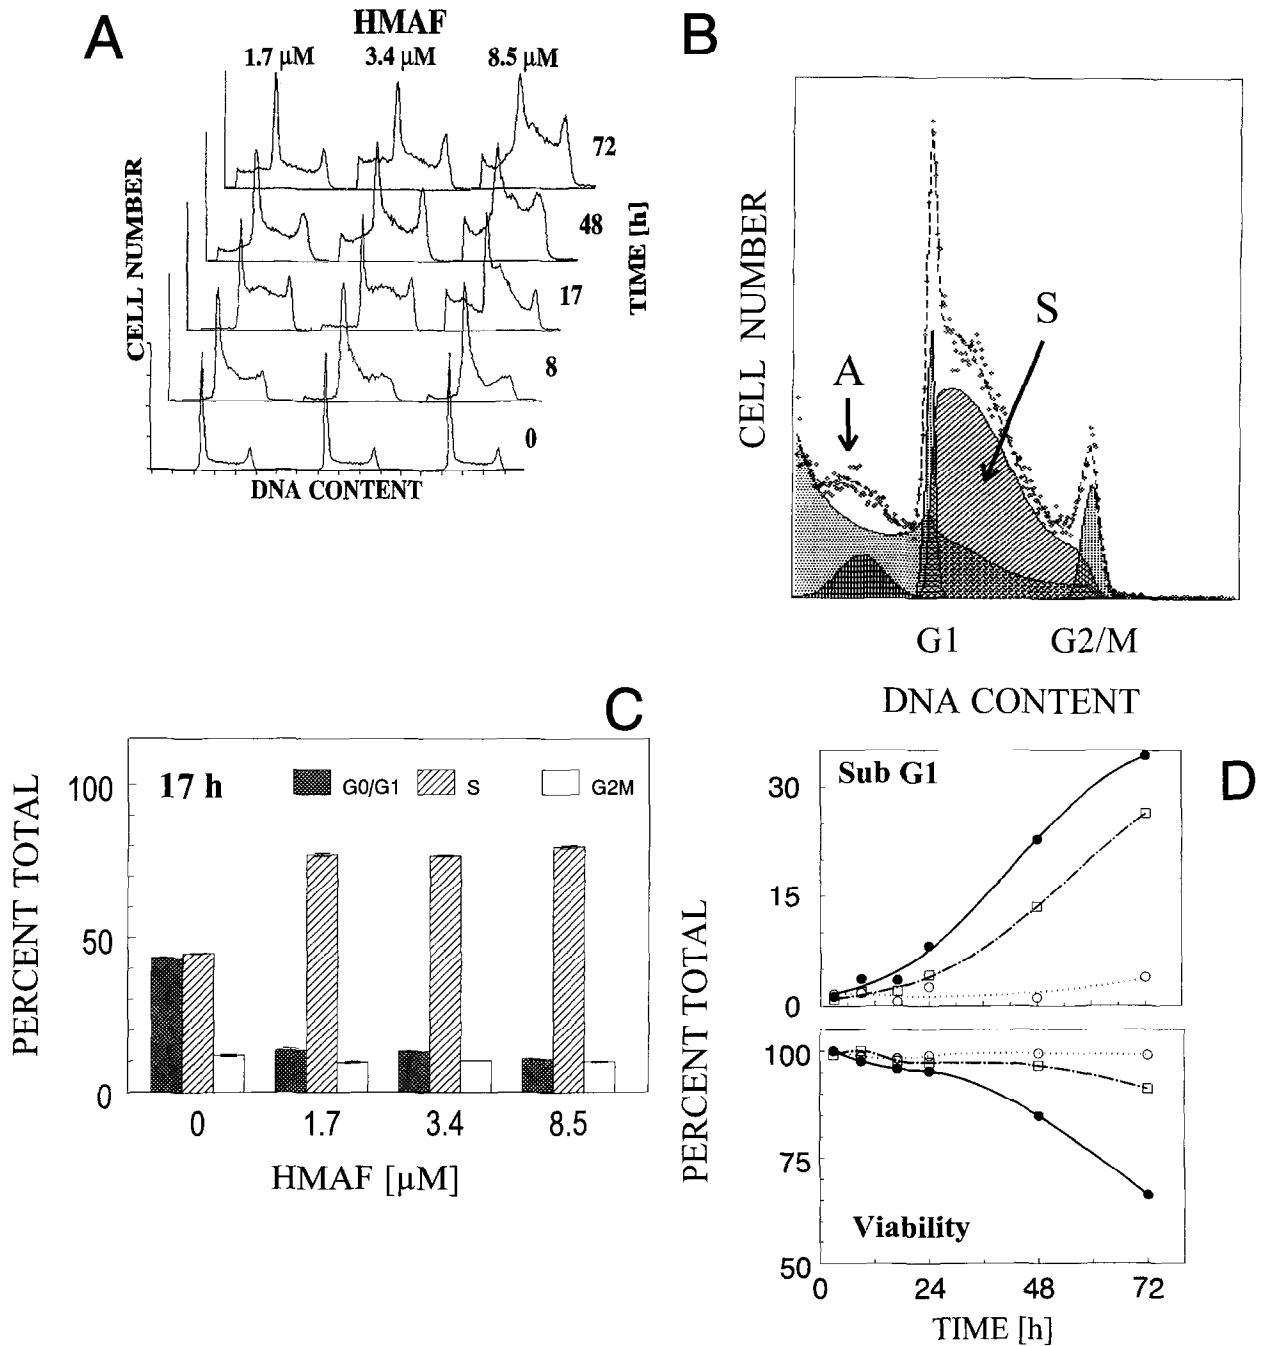 A
HMAF
1.7 μM 3.4 μM 8.5 μM
72
48
17
8
0
CELL NUMBER
TIME [h]
DNA CONTENT
B
CELL NUMBER
A
S
G1 G2/M
DNA CONTENT
C
17 h
G0/G1 S G2M
PERCENT TOTAL
100
50
0
0 1.7 3.4 8.5
HMAF [μM]
D
Sub G1
30
15
0
PERCENT TOTAL
100
75
50
Viability
0 24 48 72
TIME [h]